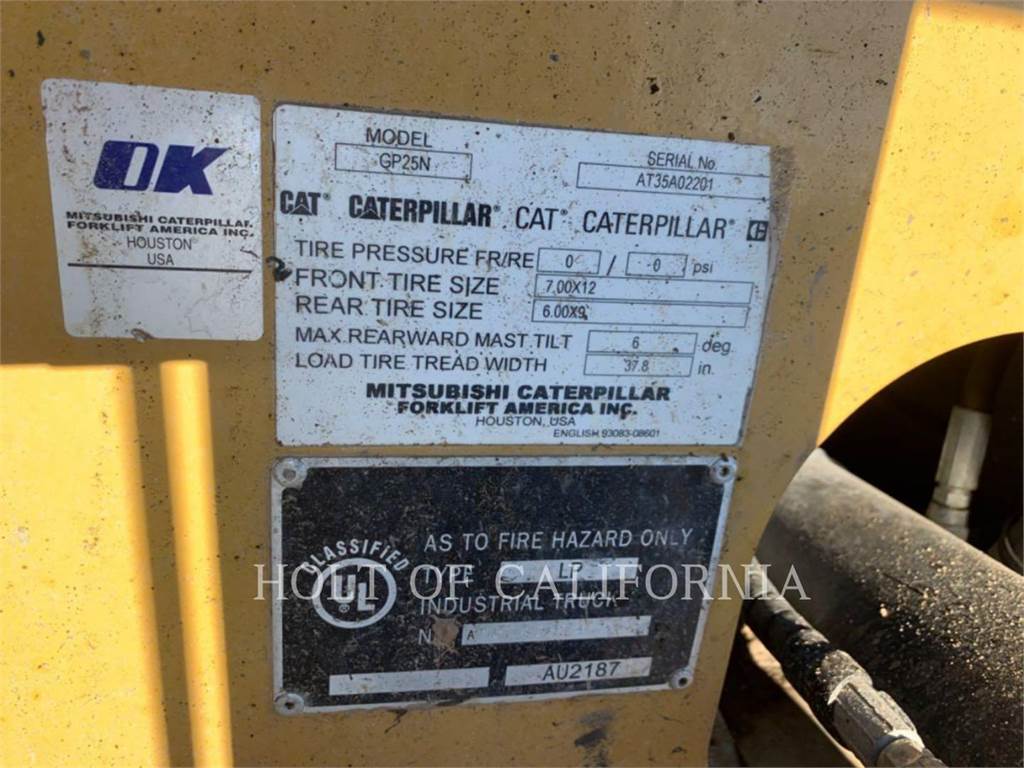 OK
MITSUBISHI CATERPILLAR
FORKLIFT AMERICA INC.
HOUSTON
USA
MODEL
GP25N
SERIAL No.
AT35A02201
CAT® CATERPILLAR® CAT® CATERPILLAR®
TIRE PRESSURE FR/RE 0 / 0 psi
FRONT TIRE SIZE 7.00X12
REAR TIRE SIZE 6.00X9
MAX.REARWARD MAST TILT 6 deg.
LOAD TIRE TREAD WIDTH 37.8 in.
MITSUBISHI CATERPILLAR
FORKLIFT AMERICA INC.
HOUSTON, USA
ENGLISH 93083-08601
CLASSIFIED
UL®
AS TO FIRE HAZARD ONLY
TYPE LP
INDUSTRIAL TRUCK
A
AU2187
HOLT OF CALIFORNIA